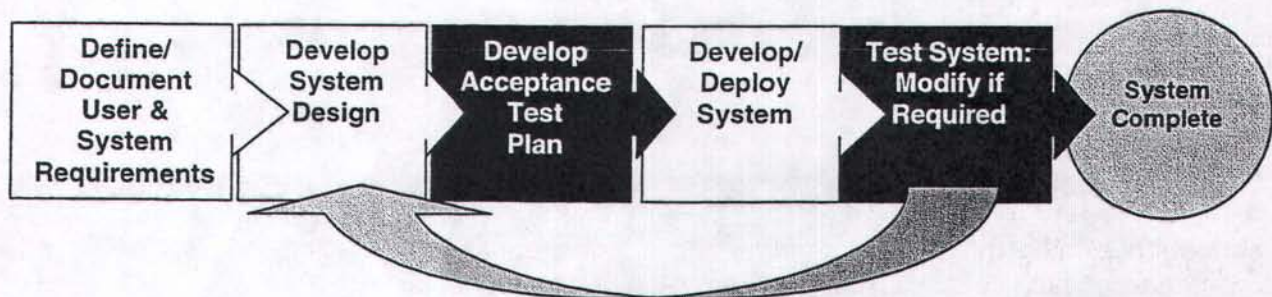 Define/
Document
User &
System
Requirements
Develop
System
Design
Develop
Acceptance
Test
Plan
Develop/
Deploy
System
Test System:
Modify if
Required
System
Complete